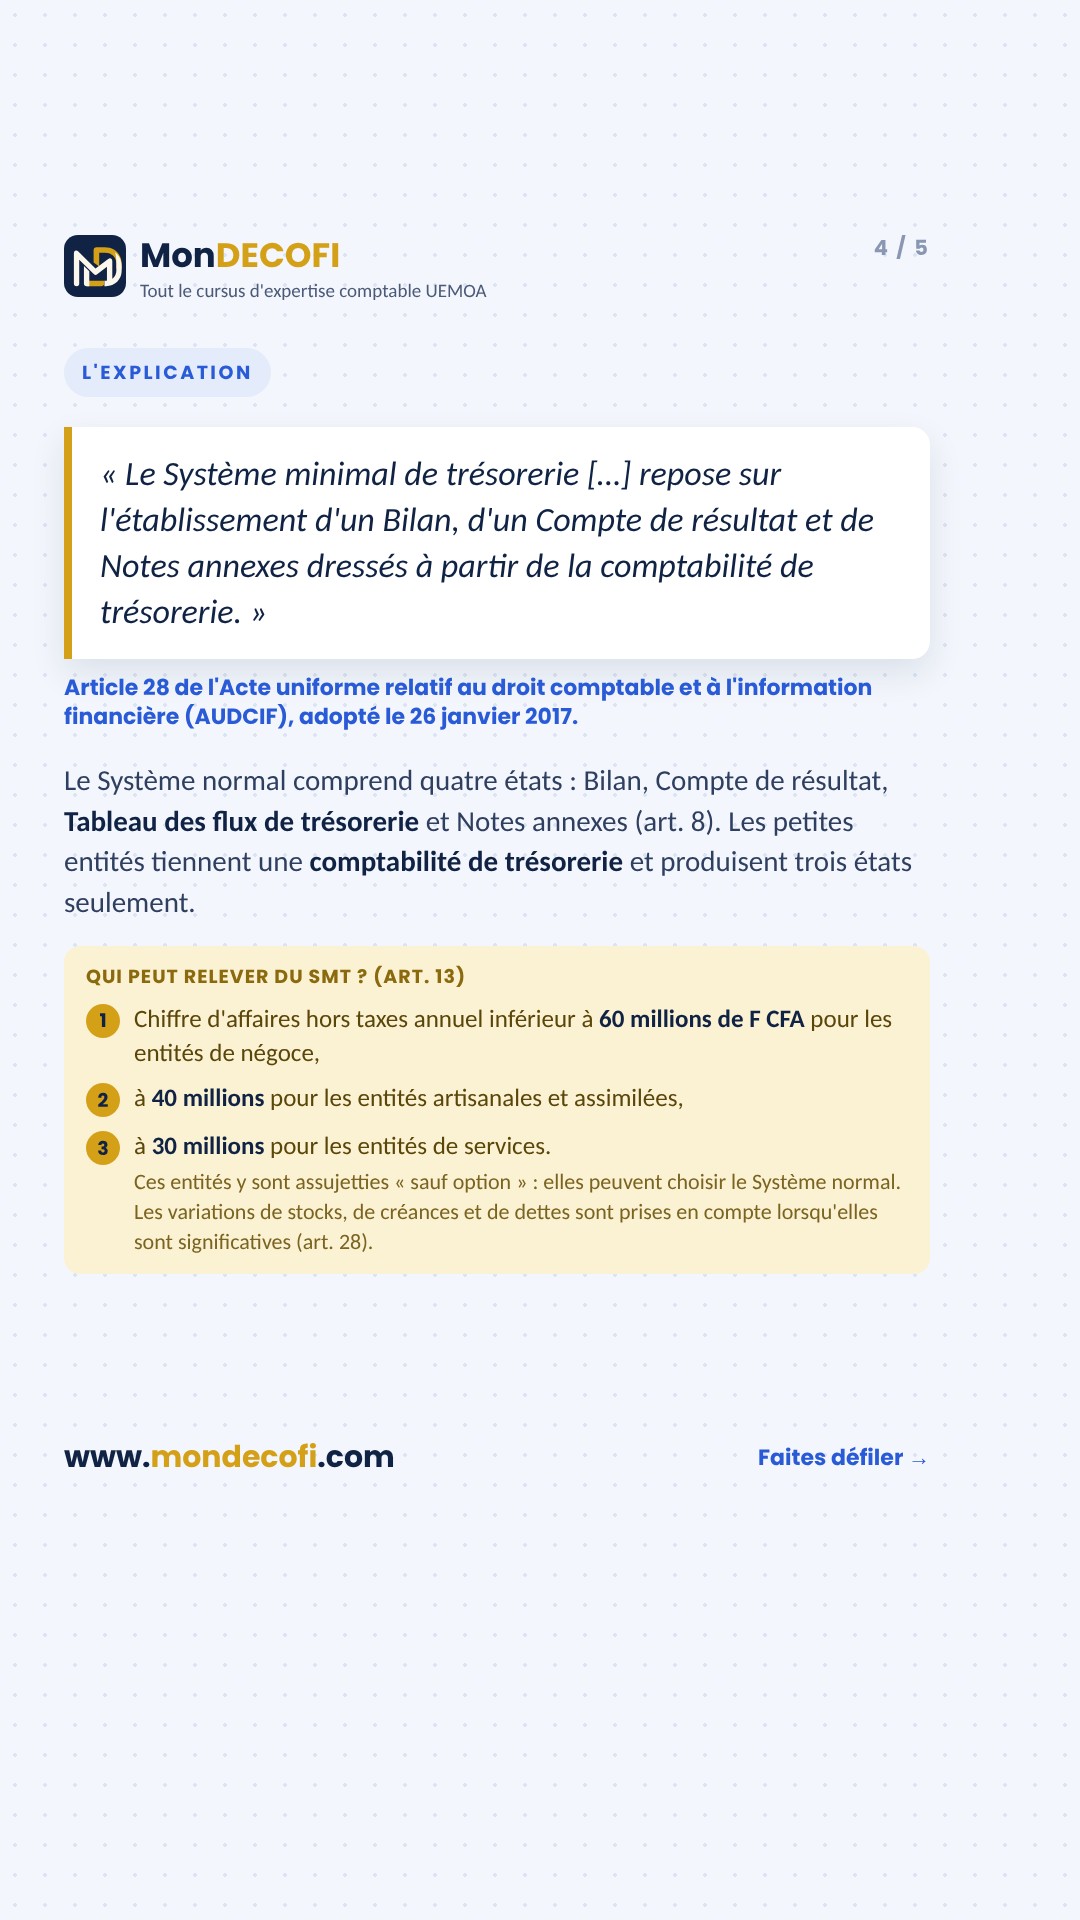 MonDECOFI
Tout le cursus d'expertise comptable UEMOA
4 / 5
L'EXPLICATION
« Le Système minimal de trésorerie [...] repose sur
l'établissement d'un Bilan, d'un Compte de résultat et de
Notes annexes dressés à partir de la comptabilité de
trésorerie. »
Article 28 de l'Acte uniforme relatif au droit comptable et à l'information
financière (AUDCIF), adopté le 26 janvier 2017.
Le Système normal comprend quatre états : Bilan, Compte de résultat,
Tableau des flux de trésorerie et Notes annexes (art. 8). Les petites
entités tiennent une comptabilité de trésorerie et produisent trois états
seulement.
QUI PEUT RELEVER DU SMT ? (ART. 13)
1 Chiffre d'affaires hors taxes annuel inférieur à 60 millions de F CFA pour les
entités de négoce,
2 à 40 millions pour les entités artisanales et assimilées,
3 à 30 millions pour les entités de services.
Ces entités y sont assujetties « sauf option » : elles peuvent choisir le Système normal.
Les variations de stocks, de créances et de dettes sont prises en compte lorsqu'elles
sont significatives (art. 28).
www.mondecofi.com
Faites défiler →